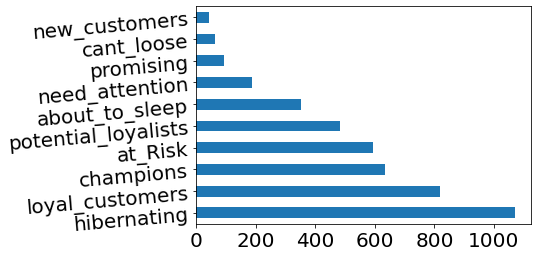 new_customers
cant_loose
promising
need_attention
about_to_sleep
potential_loyalists
at_Risk
champions
loyal_customers
hibernating
0 200 400 600 800 1000